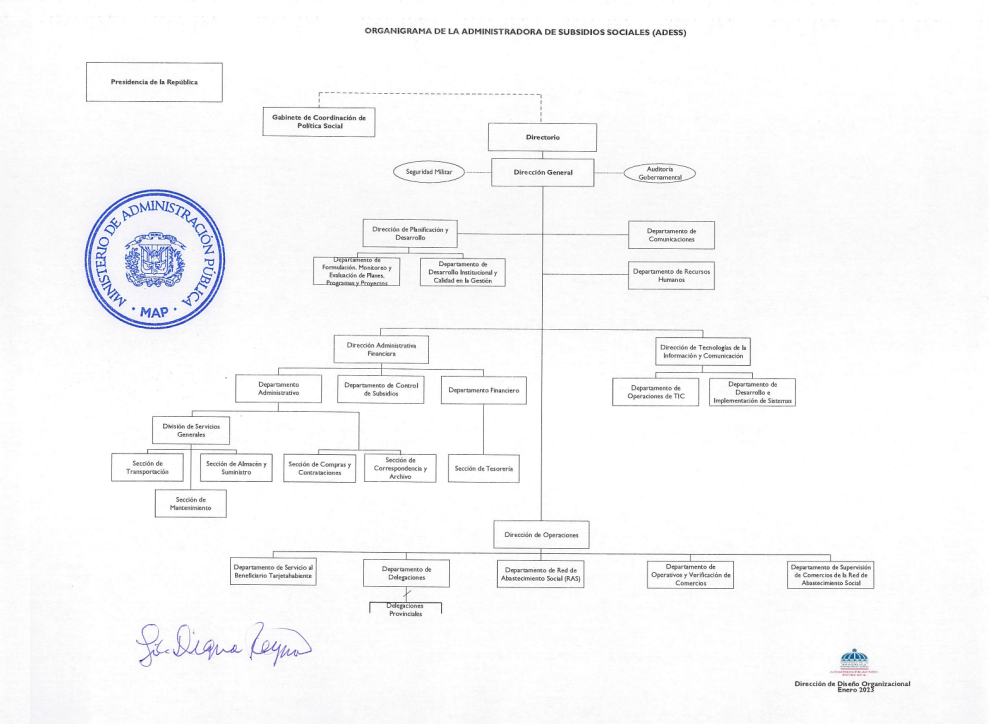 ORGANIGRAMA DE LA ADMINISTRADORA DE SUBSIDIOS SOCIALES (ADESS)
Presidencia de la República
Gabinete de Coordinación de
Política Social
Directorio
Seguridad Militar
Dirección General
Auditoría
Gubernamental
MINISTERIO DE ADMINISTRACIÓN PÚBLICA
· MAP ·
Dirección de Planificación y
Desarrollo
Departamento de
Comunicaciones
Departamento de
Formulación, Monitoreo y
Evaluación de Planes,
Programas y Proyectos
Departamento de
Desarrollo Institucional y
Calidad en la Gestión
Departamento de Recursos
Humanos
Dirección Administrativa
Financiera
Dirección de Tecnologías de la
Información y Comunicación
Departamento
Administrativo
Departamento de Control
de Subsidios
Departamento Financiero
Departamento de
Operaciones de TIC
Departamento de
Desarrollo e
Implementación de Sistemas
División de Servicios
Generales
Sección de
Transportación
Sección de Almacén y
Suministro
Sección de Compras y
Contrataciones
Sección de
Correspondencia y
Archivo
Sección de Tesorería
Sección de
Mantenimiento
Dirección de Operaciones
Departamento de Servicio al
Beneficiario Tarjetahabiente
Departamento de
Delegaciones
Departamento de Red de
Abastecimiento Social (RAS)
Departamento de
Operativos y Verificación de
Comercios
Departamento de Supervisión
de Comercios de la Red de
Abastecimiento Social
Delegaciones
Provinciales
Digna Reynoso
Dirección de Diseño Organizacional
Enero 2023